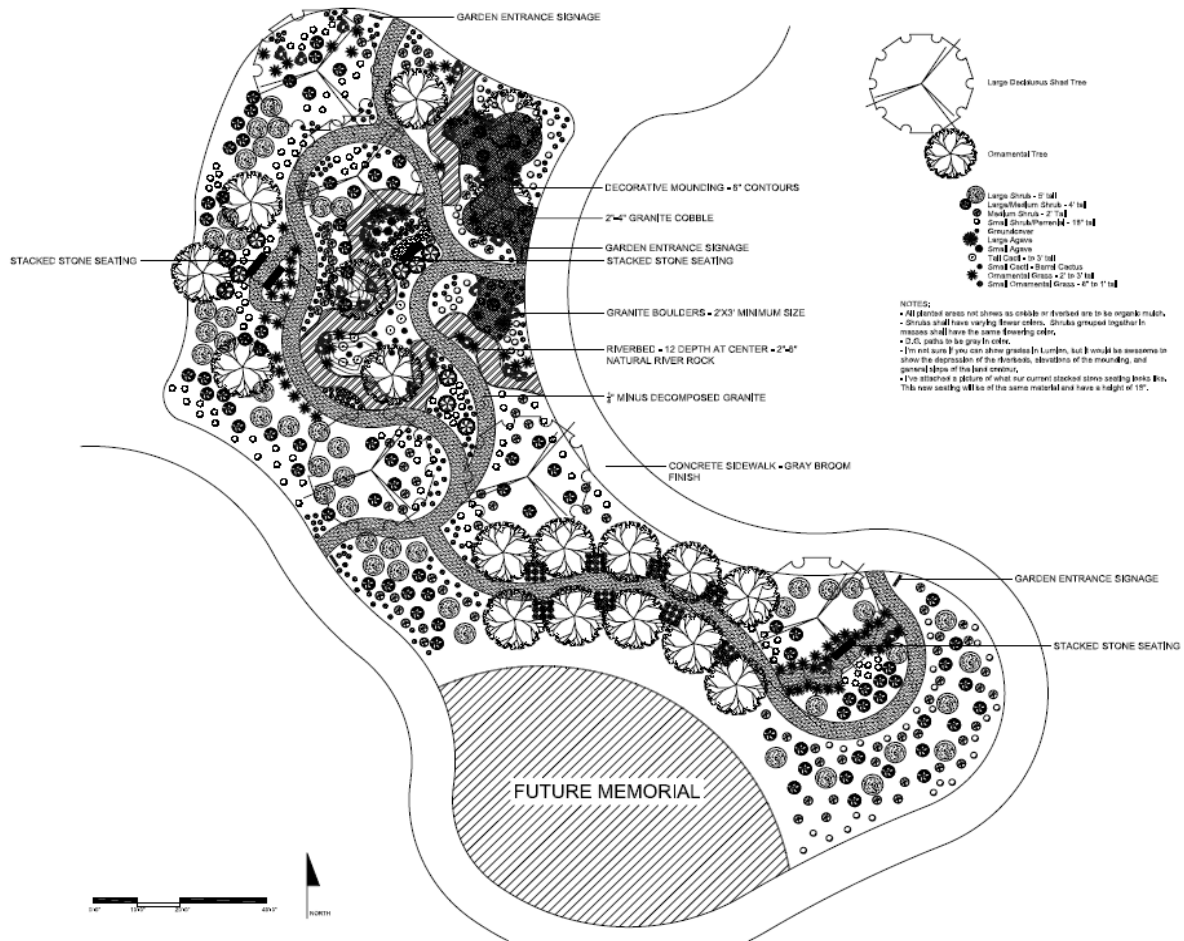 GARDEN ENTRANCE SIGNAGE
Large Deciduous Shad Tree
Ornamental Tree
DECORATIVE MOUNDING - 6" CONTOURS
Large Shrub - 5' tall
Large/Medium Shrub - 4' tall
Medium Shrub - 2' Tall
Small Shrub/Perennial - 18" tall
Groundcover
Large Agave
Small Agave
Tall Cacti - to 3' tall
Small Cacti - Barrel Cactus
Ornamental Grass - 2' to 3' tall
Small Ornamental Grass - 6" to 1' tall
2"-4" GRANITE COBBLE
GARDEN ENTRANCE SIGNAGE
STACKED STONE SEATING
STACKED STONE SEATING
GRANITE BOULDERS - 2'X3' MINIMUM SIZE
NOTES:
- All planted areas not shown as cobble or riverbed are to be organic mulch.
- Shrubs shall have varying flower colors. Shrubs grouped together in
masses shall have the same flowering color.
- D.G. paths to be gray in color.
- I'm not sure if you can show grades in Lumion, but it would be awesome to
show the depression of the riverbeds, elevations of the mounding, and
general slope of the land contour.
- I've attached a picture of what our current stacked stone seating looks like.
This new seating will be of the same material and have a height of 18".
RIVERBED - 12 DEPTH AT CENTER - 2"-8"
NATURAL RIVER ROCK
MINUS DECOMPOSED GRANITE
CONCRETE SIDEWALK - GRAY BROOM
FINISH
GARDEN ENTRANCE SIGNAGE
STACKED STONE SEATING
FUTURE MEMORIAL
NORTH